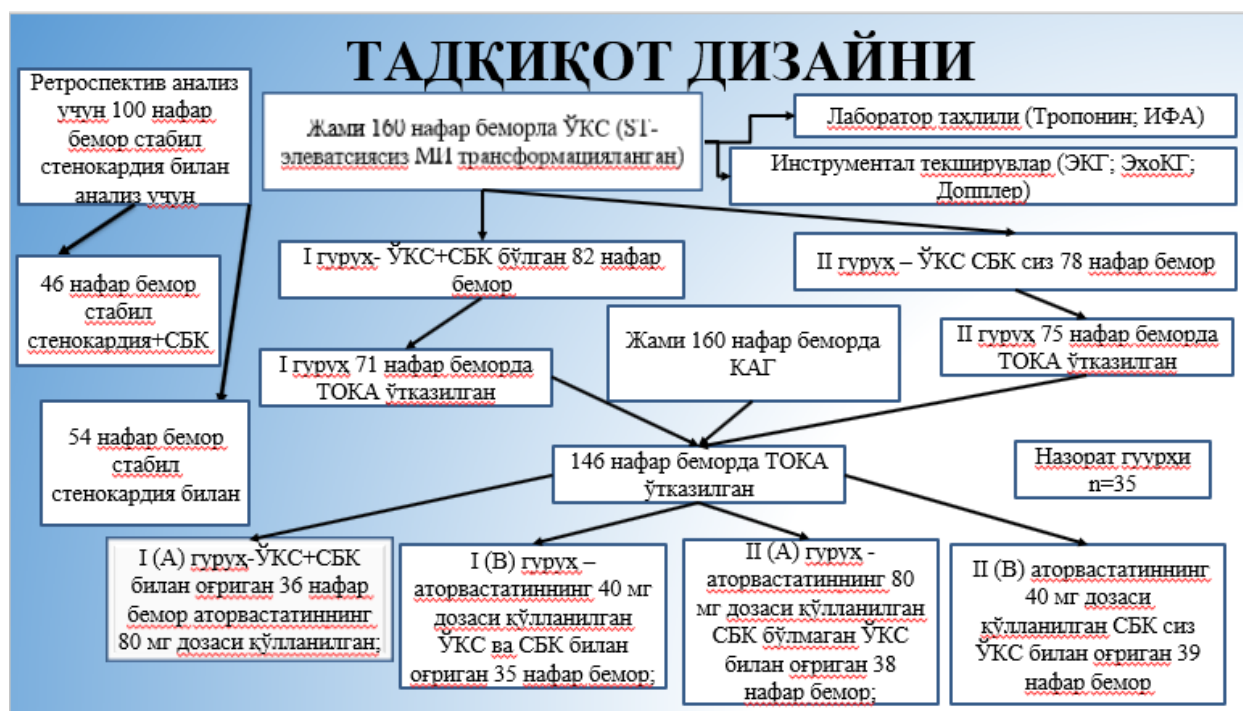 ТАДҚИҚОТ ДИЗАЙНИ
Ретроспектив анализ
учун 100 нафар
бемор стабил
стенокардия билан
анализ учун
Жами 160 нафар беморла ЎКС (ST-
элеватсиясиз МИ трансформацияланган)
Лаборатор таҳлили (Тропонин; ИФА)
Инструментал текширувлар (ЭКГ; ЭхоКГ;
Допплер)
46 нафар бемор
стабил
стенокардия+СБК
I гуруҳ- ЎКС+СБК бўлган 82 нафар
бемор
II гуруҳ – ЎКС СБК сиз 78 нафар бемор
I гуруҳ 71 нафар беморда
ТОКА ўтказилган
Жами 160 нафар беморда
КАГ
II гуруҳ 75 нафар беморда
ТОКА ўтказилган
54 нафар бемор
стабил
стенокардия билан
146 нафар беморда ТОКА
ўтказилган
Назорат гуурҳи
n=35
I (А) гуруҳ-ЎКС+СБК
билан оғриган 36 нафар
бемор аторвастатиннинг
80 мг дозаси қўлланилган;
I (В) гуруҳ –
аторвастатиннинг 40 мг
дозаси қўлланилган
ЎКС ва СБК билан
оғриган 35 нафар бемор;
II (А) гуруҳ -
аторвастатиннинг 80
мг дозаси қўлланилган
СБК бўлмаган ЎКС
билан оғриган 38
нафар бемор;
II (В) аторвастатиннинг
40 мг дозаси
қўлланилган СБК сиз
ЎКС билан оғриган 39
нафар бемор